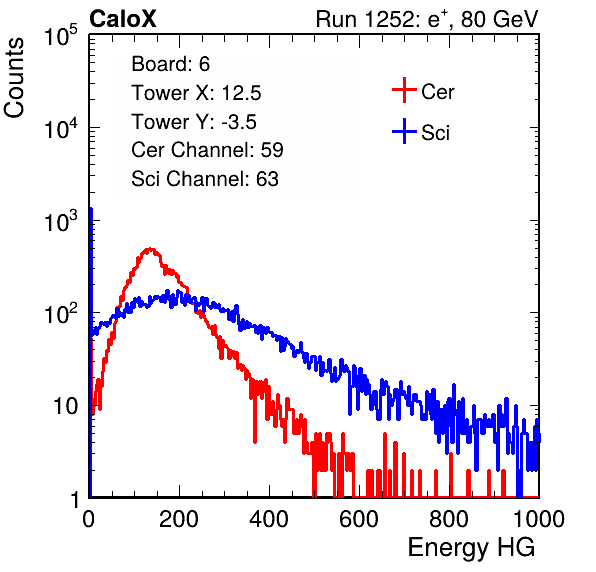 CaloX Run 1252: e⁺, 80 GeV
Counts
10⁵
10⁴
10³
10²
10
1
Board: 6
Tower X: 12.5
Tower Y: -3.5
Cer Channel: 59
Sci Channel: 63
Cer
Sci
0 200 400 600 800 1000
Energy HG